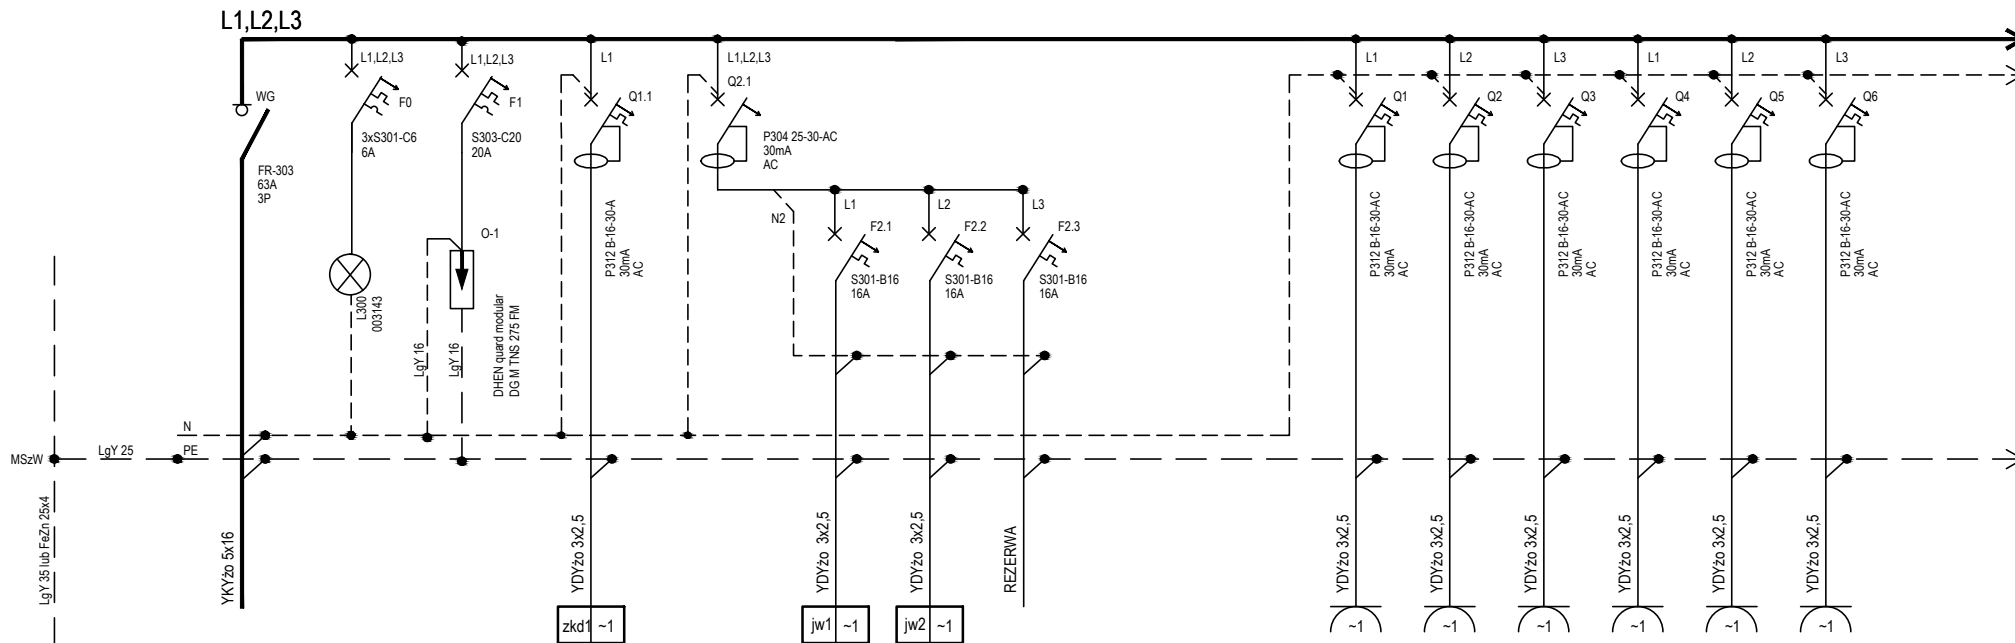 L1,L2,L3
WG
FR-303
63A
3P
YKYżo 5x16
L1,L2,L3
F0
3xS301-C6
6A
L300
003143
L1,L2,L3
F1
S303-C20
20A
O-1
LgY 16
LgY 16
DHEN quard modular
DG M TNS 275 FM
L1
Q1.1
P312 B-16-30-A
30mA
AC
YDYżo 3x2,5
zkd1 ~1
L1,L2,L3
Q2.1
P304 25-30-AC
30mA
AC
N2
L1
F2.1
S301-B16
16A
YDYżo 3x2,5
jw1 ~1
L2
F2.2
S301-B16
16A
YDYżo 3x2,5
jw2 ~1
L3
F2.3
S301-B16
16A
REZERWA
L1
Q1
P312 B-16-30-AC
30mA
AC
YDYżo 3x2,5
~1
L2
Q2
P312 B-16-30-AC
30mA
AC
YDYżo 3x2,5
~1
L3
Q3
P312 B-16-30-AC
30mA
AC
YDYżo 3x2,5
~1
L1
Q4
P312 B-16-30-AC
30mA
AC
YDYżo 3x2,5
~1
L2
Q5
P312 B-16-30-AC
30mA
AC
YDYżo 3x2,5
~1
L3
Q6
P312 B-16-30-AC
30mA
AC
YDYżo 3x2,5
~1
N
MSzW
LgY 25
PE
LgY 35 lub FeZn 25x4